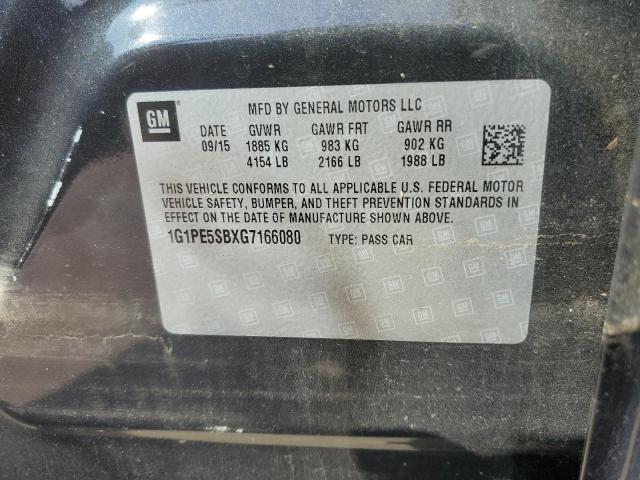 GM
MFD BY GENERAL MOTORS LLC
DATE GVWR GAWR FRT GAWR RR
09/15 1885 KG 983 KG 902 KG
4154 LB 2166 LB 1988 LB
THIS VEHICLE CONFORMS TO ALL APPLICABLE U.S. FEDERAL MOTOR
VEHICLE SAFETY, BUMPER, AND THEFT PREVENTION STANDARDS IN
EFFECT ON THE DATE OF MANUFACTURE SHOWN ABOVE.
1G1PE5SBXG7166080 TYPE: PASS CAR